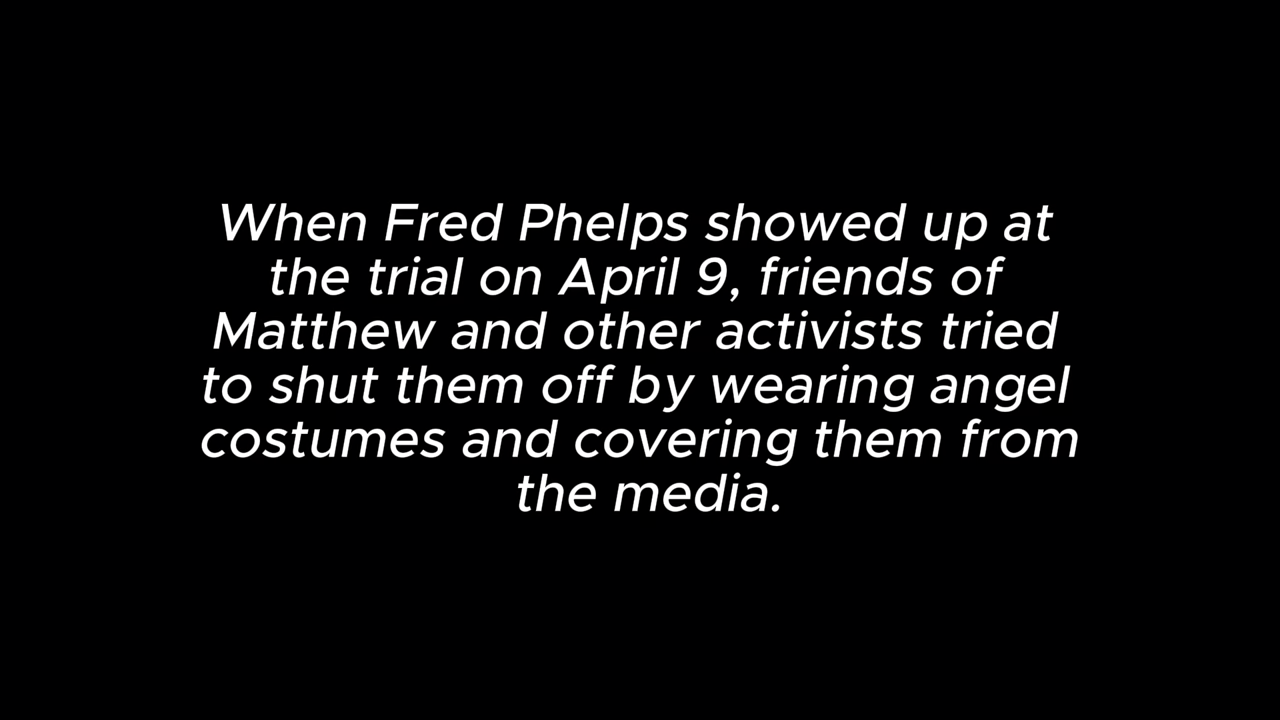 When Fred Phelps showed up at
the trial on April 9, friends of
Matthew and other activists tried
to shut them off by wearing angel
costumes and covering them from
the media.